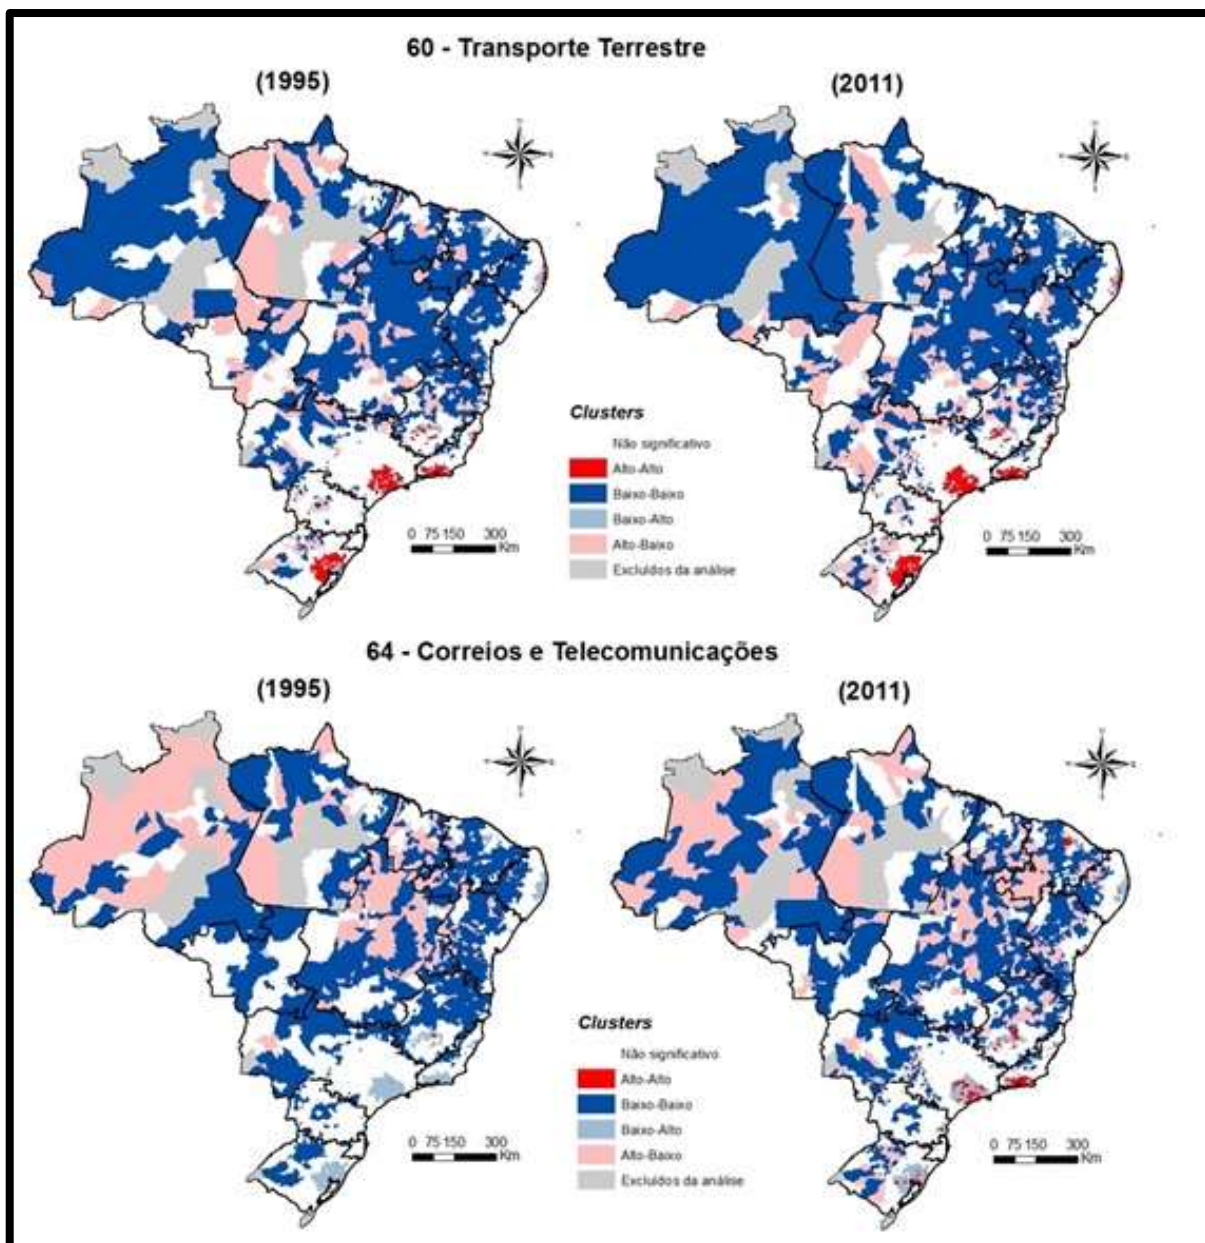 60 - Transporte Terrestre
(1995)
(2011)
Clusters
Não significativo
Alto-Alto
Baixo-Baixo
Baixo-Alto
Alto-Baixo
Excluídos da análise
0 75 150 300
Km
0 75 150 300
Km
64 - Correios e Telecomunicações
(1995)
(2011)
Clusters
Não significativo
Alto-Alto
Baixo-Baixo
Baixo-Alto
Alto-Baixo
Excluídos da análise
0 75 150 300
Km
0 75 150 300
Km